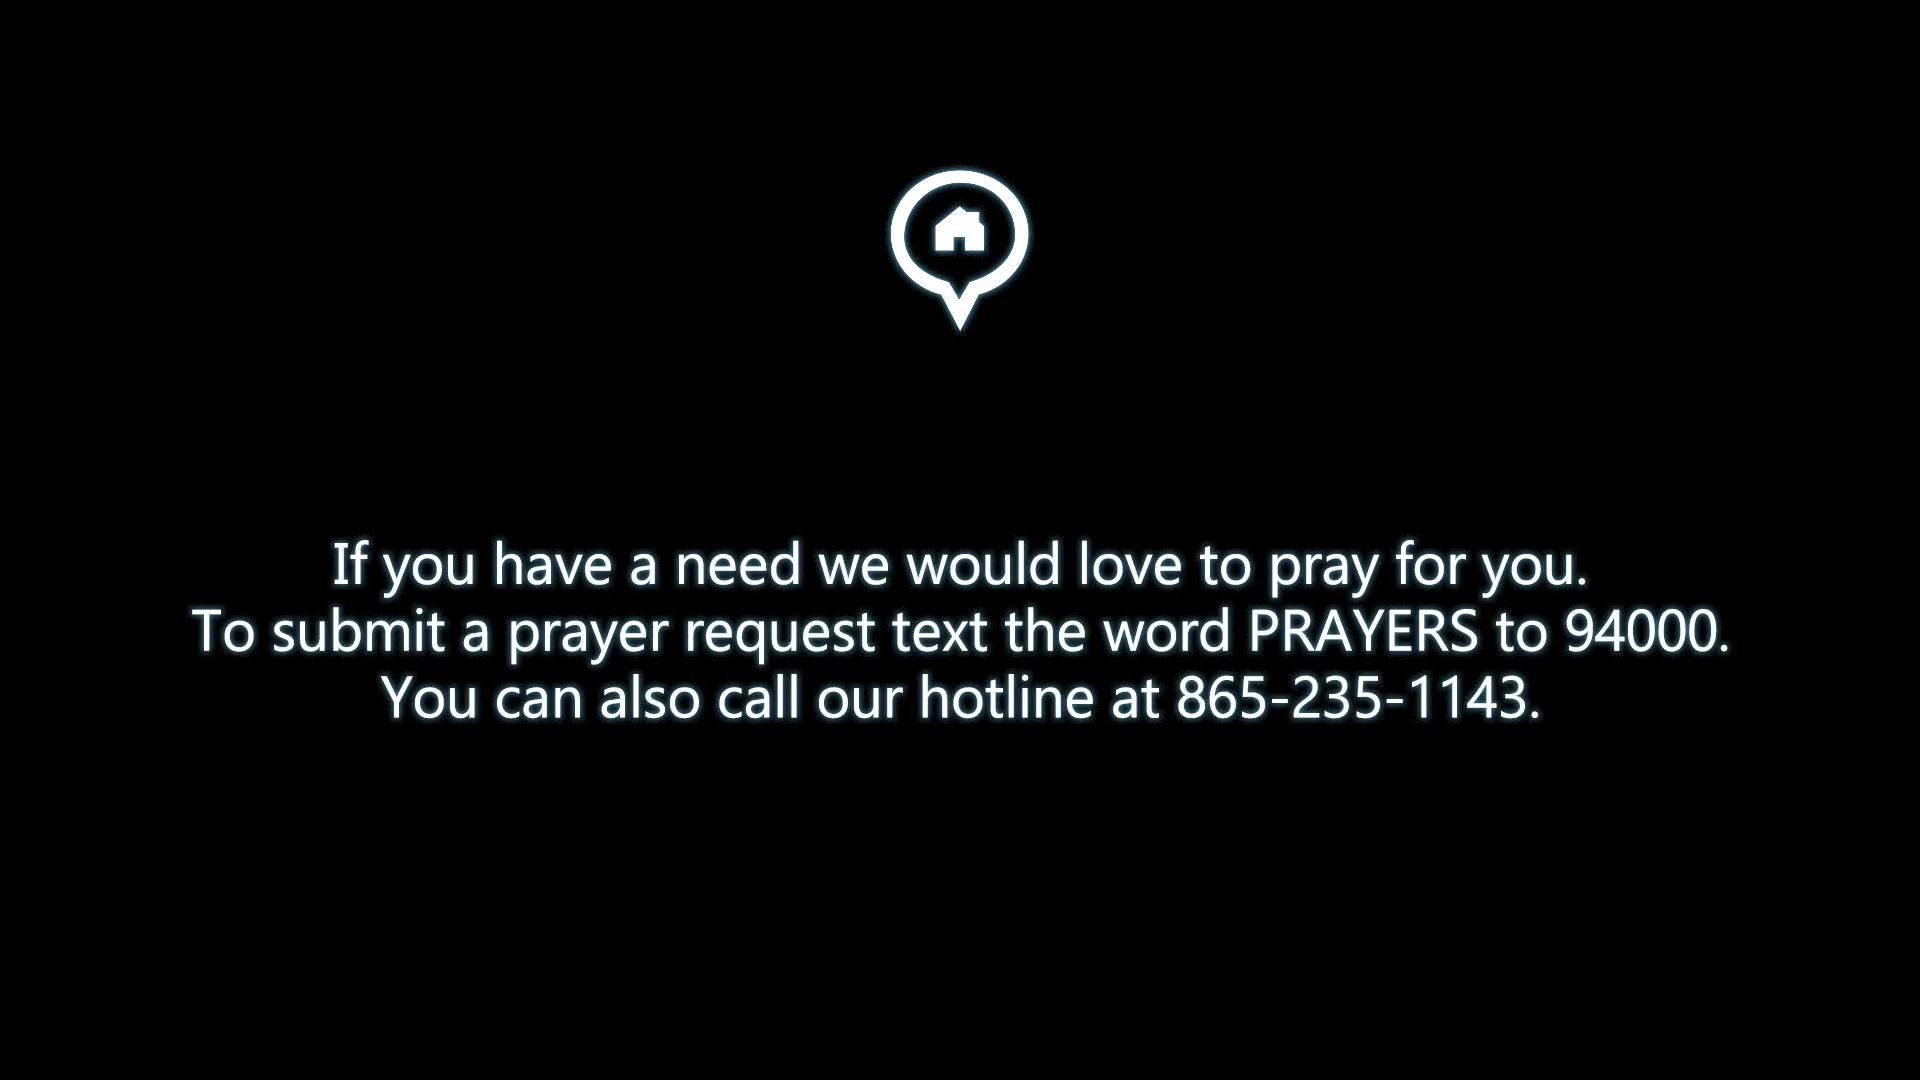 If you have a need we would love to pray for you.
To submit a prayer request text the word PRAYERS to 94000.
You can also call our hotline at 865-235-1143.